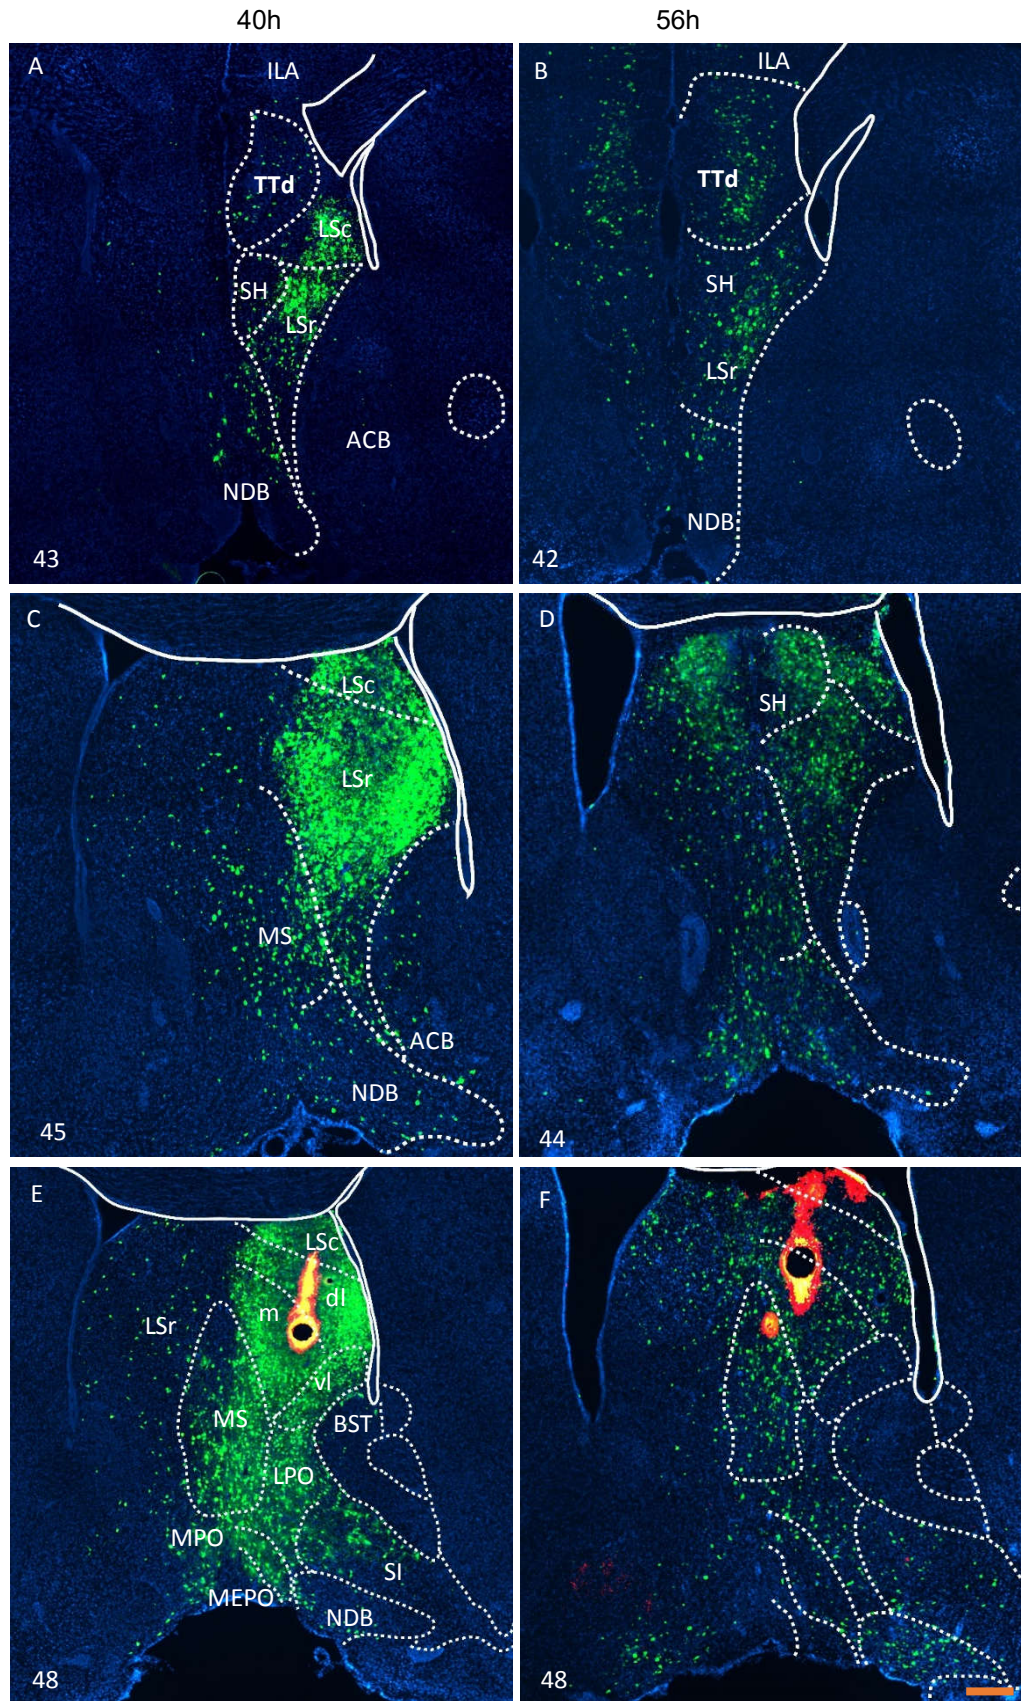 40h
56h
A
ILA
TTd
LSc
SH
LSr
ACB
NDB
43
B
ILA
TTd
SH
LSr
NDB
42
C
LSc
LSr
MS
ACB
NDB
45
D
SH
44
E
LSc
dl
m
LSr
vl
MS
BST
LPO
MPO
SI
MEPO
NDB
48
F
48